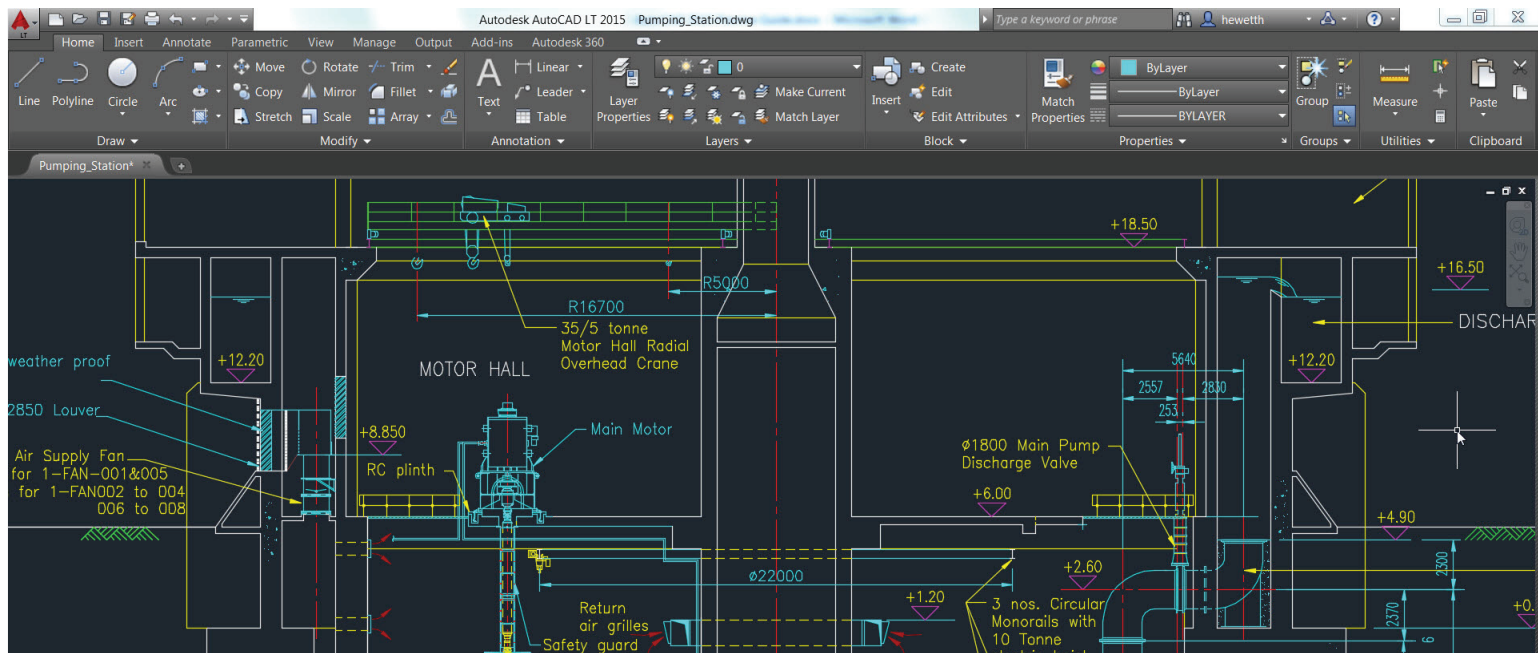 Autodesk AutoCAD LT 2015 Pumping_Station.dwg
Type a keyword or phrase
hewetth
LT
Home Insert Annotate Parametric View Manage Output Add-ins Autodesk 360
Line Polyline Circle Arc
Move Rotate Trim
Copy Mirror Fillet
Stretch Scale Array
Text
Linear
Leader
Table
Layer Properties
0
Make Current
Match Layer
Insert
Create
Edit
Edit Attributes
Match Properties
ByLayer
ByLayer
BYLAYER
Group
Measure
Paste
Draw Modify Annotation Layers Block Properties Groups Utilities Clipboard
Pumping_Station*
+18.50
+16.50
R5000
R16700
35/5 tonne
Motor Hall Radial
Overhead Crane
DISCHAR
weather proof
+12.20
MOTOR HALL
5640
+12.20
2557 2830
253
2850 Louver
+8.850
Main Motor
Ø1800 Main Pump
Discharge Valve
Air Supply Fan
for 1-FAN-001&005
for 1-FAN002 to 004
006 to 008
RC plinth
+6.00
+4.90
Ø22000
+2.60
2300
+1.20
Return
air grilles
Safety guard
3 nos. Circular
Monorails with
10 Tonne
2370
6
+0.